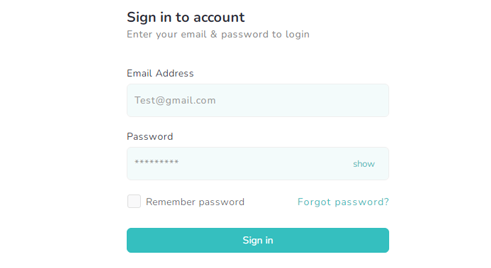 Sign in to account
Enter your email & password to login
Email Address
Test@gmail.com
Password
*********
show
Remember password
Forgot password?
Sign in